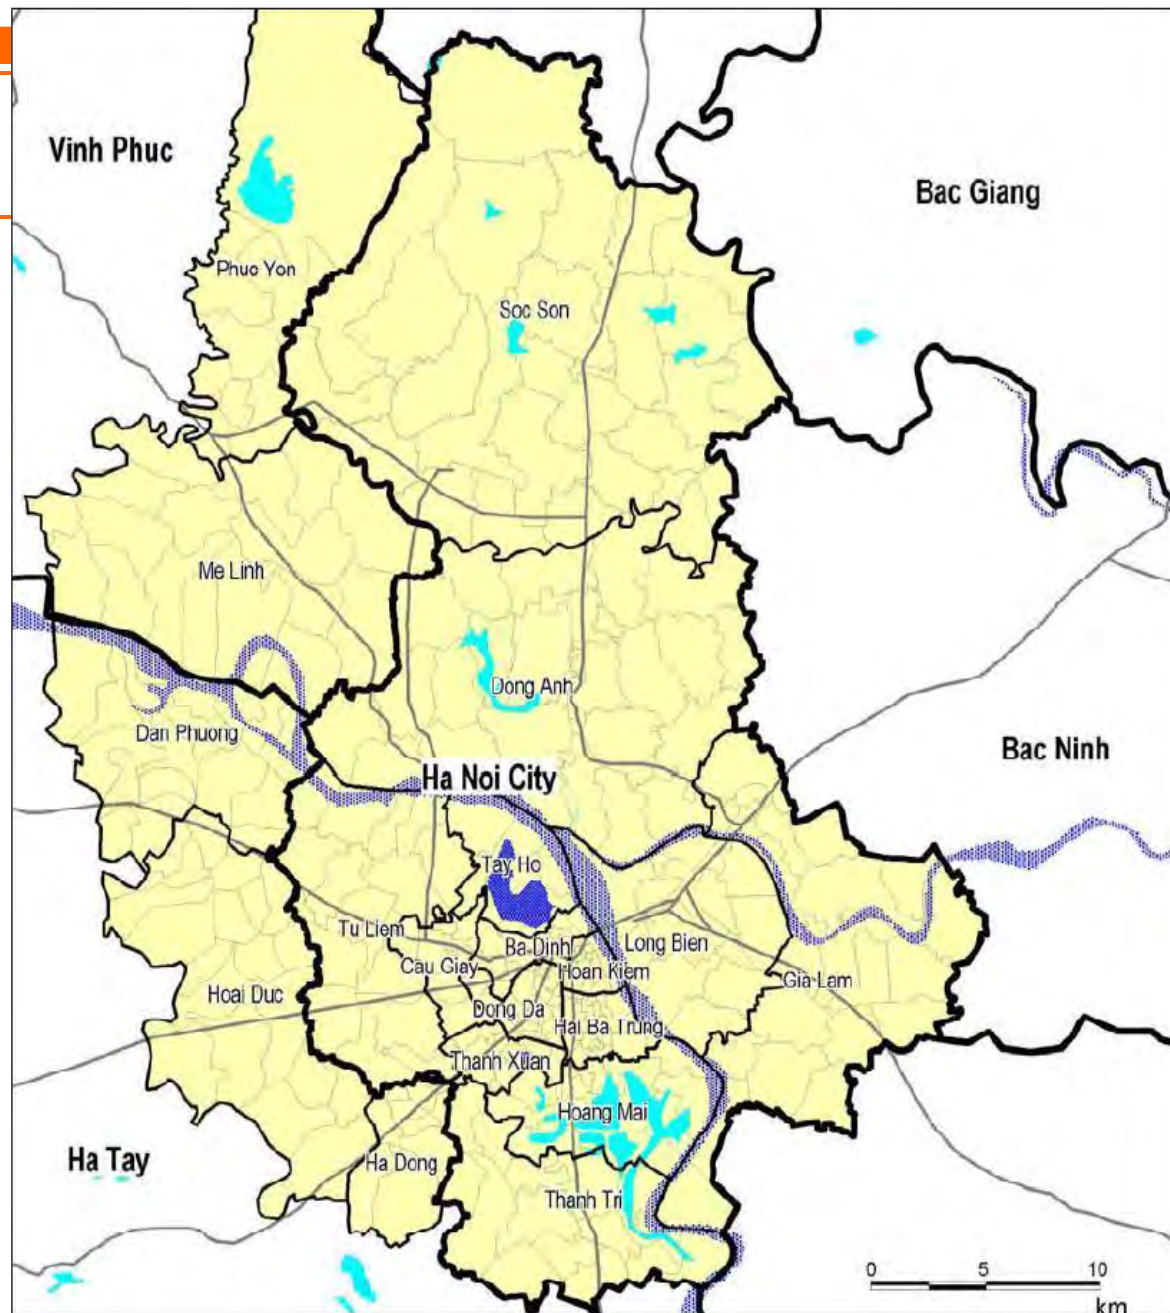 Vinh Phuc
Bac Giang
Phuc Yen
Soc Son
Me Linh
Dong Anh
Dan Phuong
Bac Ninh
Ha Noi City
Tay Ho
Tu Liem
Ba Dinh
Long Bien
Cau Giay
Hoan Kiem
Gia Lam
Hoai Duc
Dong Da
Hai Ba Trung
Thanh Xuan
Hoang Mai
Ha Tay
Ha Dong
Thanh Tri
0 5 10
km